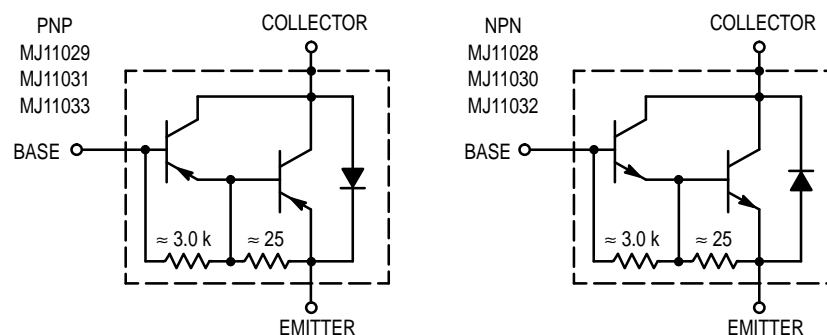 PNP
MJ11029
MJ11031
MJ11033
COLLECTOR
BASE
≈ 3.0 k
≈ 25
EMITTER
NPN
MJ11028
MJ11030
MJ11032
COLLECTOR
BASE
≈ 3.0 k
≈ 25
EMITTER